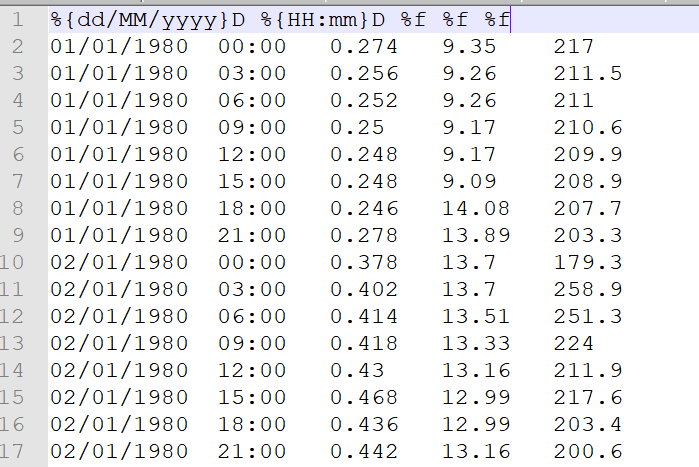 1 %{dd/MM/yyyy}D %{HH:mm}D %f %f %f
2 01/01/1980 00:00 0.274 9.35 217
3 01/01/1980 03:00 0.256 9.26 211.5
4 01/01/1980 06:00 0.252 9.26 211
5 01/01/1980 09:00 0.25 9.17 210.6
6 01/01/1980 12:00 0.248 9.17 209.9
7 01/01/1980 15:00 0.248 9.09 208.9
8 01/01/1980 18:00 0.246 14.08 207.7
9 01/01/1980 21:00 0.278 13.89 203.3
10 02/01/1980 00:00 0.378 13.7 179.3
11 02/01/1980 03:00 0.402 13.7 258.9
12 02/01/1980 06:00 0.414 13.51 251.3
13 02/01/1980 09:00 0.418 13.33 224
14 02/01/1980 12:00 0.43 13.16 211.9
15 02/01/1980 15:00 0.468 12.99 217.6
16 02/01/1980 18:00 0.436 12.99 203.4
17 02/01/1980 21:00 0.442 13.16 200.6